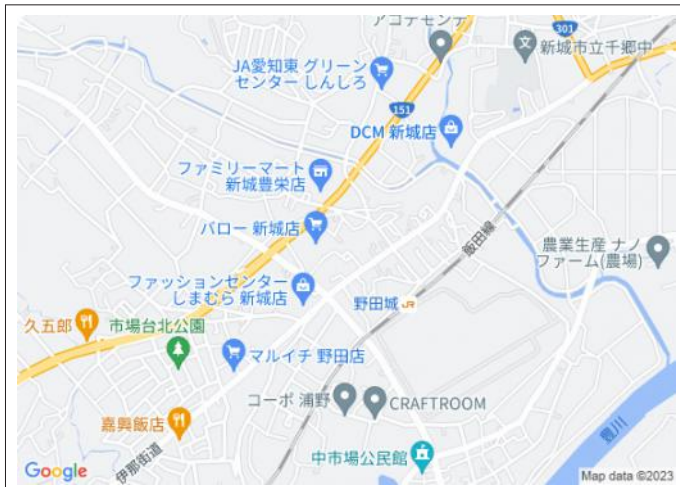 アコテモンテ
301
新城市立千郷中
JA愛知東 グリーン
センター しんしろ
151
DCM 新城店
ファミリーマート
新城豊栄店
バロー 新城店
飯田線
農業生産 ナノ
ファーム(農場)
ファッションセンター
しまむら 新城店
野田城
JR
久五郎
市場台北公園
マルイチ 野田店
コーポ 浦野
CRAFTROOM
嘉興飯店
豊川
伊那街道
中市場公民館
Google
Map data ©2023